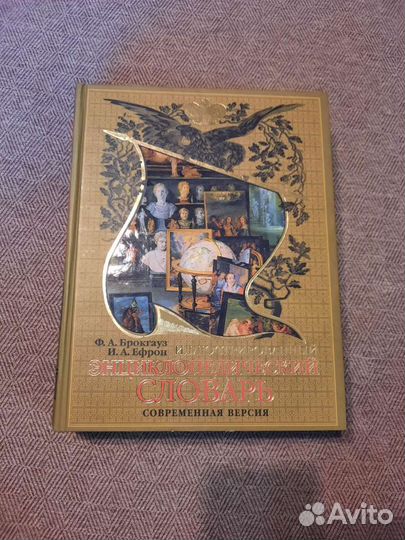 Ф. А. Брокгауз
И. А. Ефрон
ИЛЛЮСТРИРОВАННЫЙ
ЭНЦИКЛОПЕДИЧЕСКИЙ
СЛОВАРЬ
СОВРЕМЕННАЯ ВЕРСИЯ
Avito